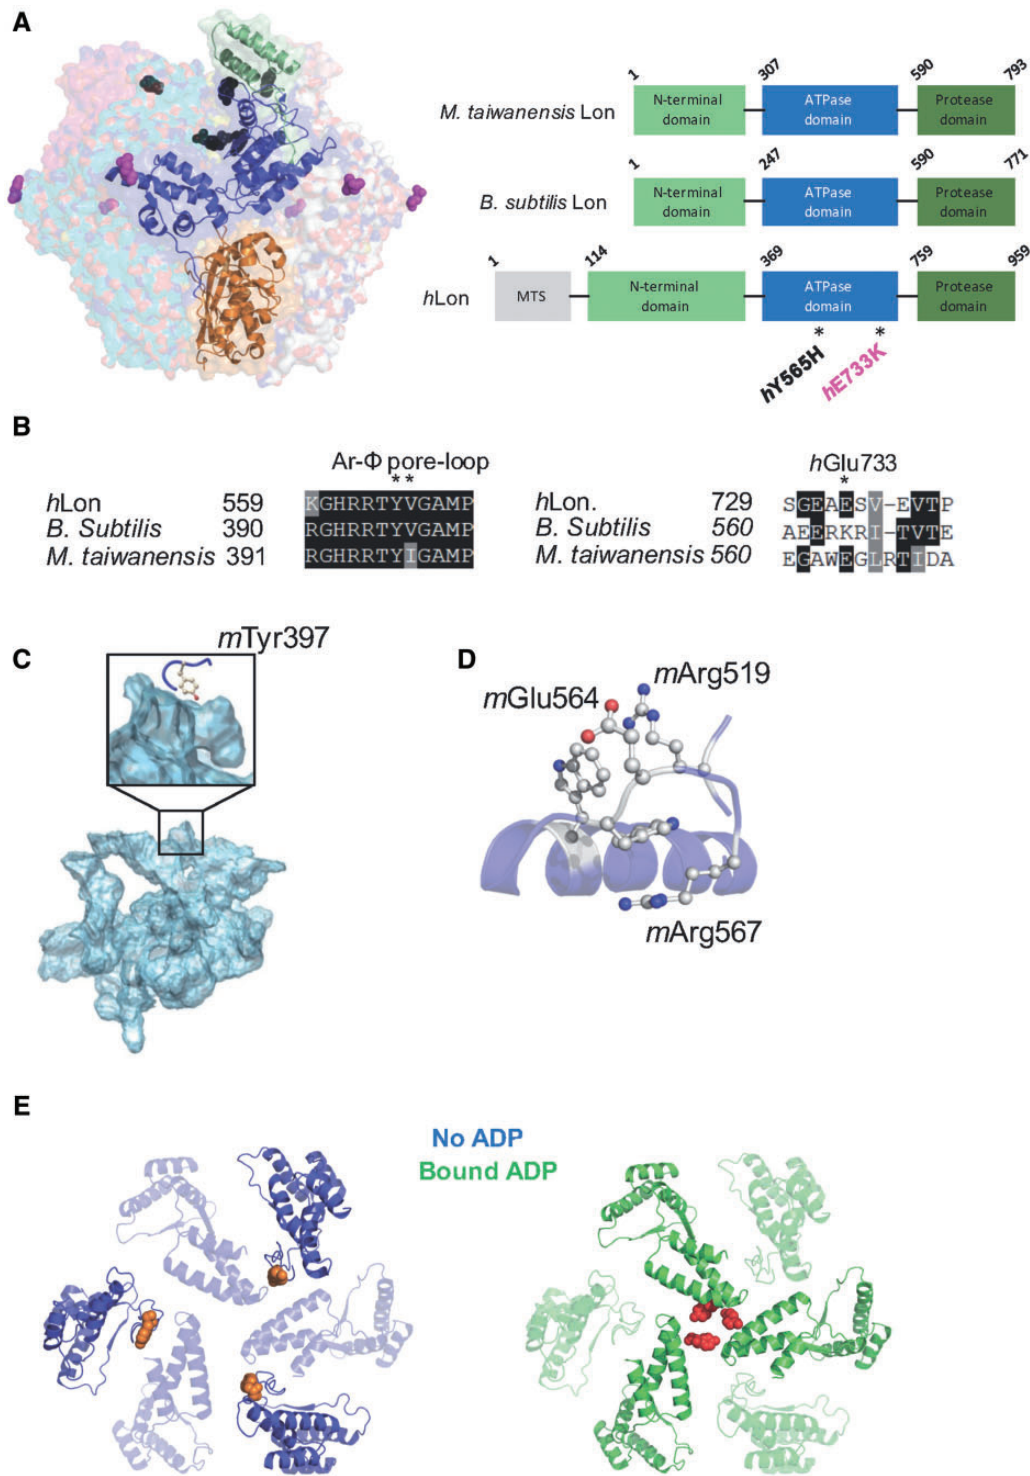 A
1
307
590
793
M. taiwanensis Lon
N-terminal
domain
ATPase
domain
Protease
domain
1
247
590
771
B. subtilis Lon
N-terminal
domain
ATPase
domain
Protease
domain
1
114
369
759
959
hLon
MTS
N-terminal
domain
ATPase
domain
Protease
domain
* *
hY565H
hE733K
B
Ar-Φ pore-loop
**
hLon 559 KGHRRTYVGAMP
B. Subtilis 390 RGHRRTYVGAMP
M. taiwanensis 391 RGHRRTYIGAMP
hGlu733
*
hLon. 729 SGEAESV-EVTP
B. Subtilis 560 AEERKRI-TVTE
M. taiwanensis 560 EGAWEGLRTIDA
C
mTyr397
D
mGlu564
mArg519
mArg567
E
No ADP
Bound ADP